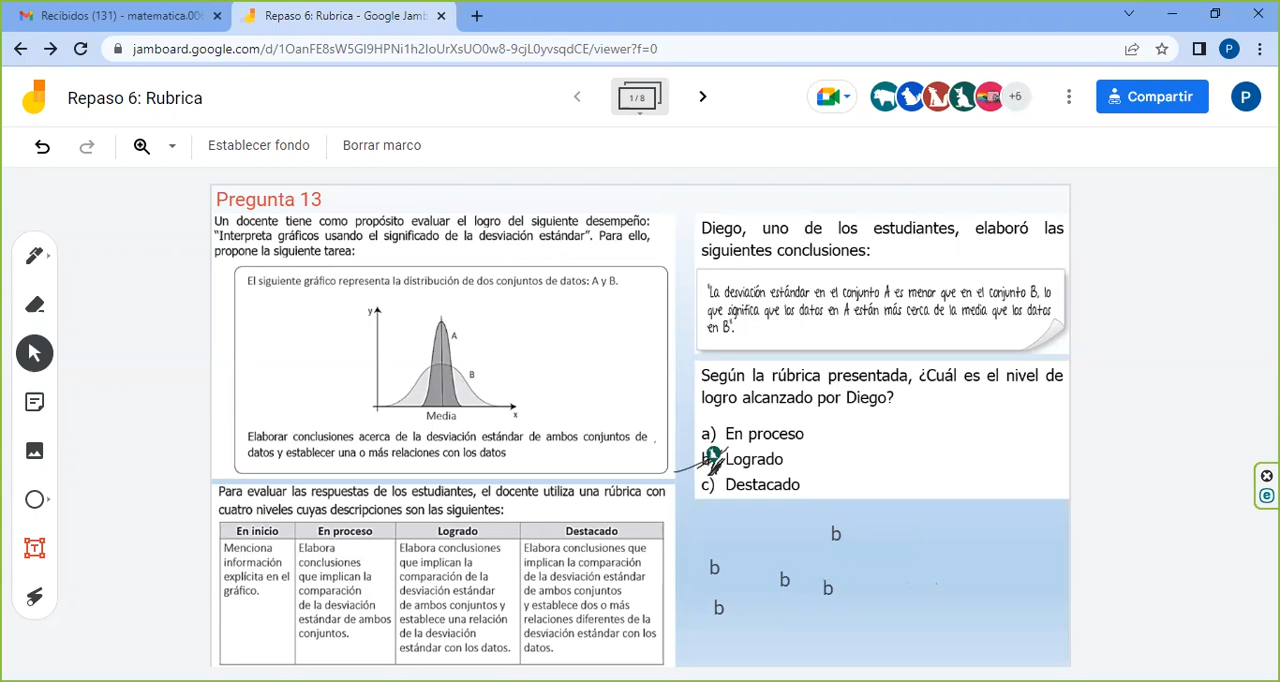 Recibidos (131) - matematica.00
Repaso 6: Rubrica - Google Jamb
jamboard.google.com/d/1OanFE8sW5GI9HPNi1h2IoUrXsUO0w8-9cjL0yvsqdCE/viewer?f=0
P
Repaso 6: Rubrica
1/8
+6
Compartir
P
Establecer fondo
Borrar marco
Pregunta 13
Un docente tiene como propósito evaluar el logro del siguiente desempeño:
"Interpreta gráficos usando el significado de la desviación estándar". Para ello,
propone la siguiente tarea:
El siguiente gráfico representa la distribución de dos conjuntos de datos: A y B.
y
A
B
Media
x
Elaborar conclusiones acerca de la desviación estándar de ambos conjuntos de
datos y establecer una o más relaciones con los datos
Para evaluar las respuestas de los estudiantes, el docente utiliza una rúbrica con
cuatro niveles cuyas descripciones son las siguientes:
En inicio
Menciona
información
explícita en el
gráfico.
En proceso
Elabora
conclusiones
que implican la
comparación
de la desviación
estándar de ambos
conjuntos.
Logrado
Elabora conclusiones
que implican la
comparación de la
desviación estándar
de ambos conjuntos y
establece una relación
de la desviación
estándar con los datos.
Destacado
Elabora conclusiones que
implican la comparación
de la desviación estándar
de ambos conjuntos
y establece dos o más
relaciones diferentes de la
desviación estándar con los
datos.
Diego, uno de los estudiantes, elaboró las
siguientes conclusiones:
"La desviación estándar en el conjunto A es menor que en el conjunto B, lo
que significa que los datos en A están más cerca de la media que los datos
en B".
Según la rúbrica presentada, ¿Cuál es el nivel de
logro alcanzado por Diego?
a) En proceso
b) Logrado
c) Destacado
b
b
b
b
b